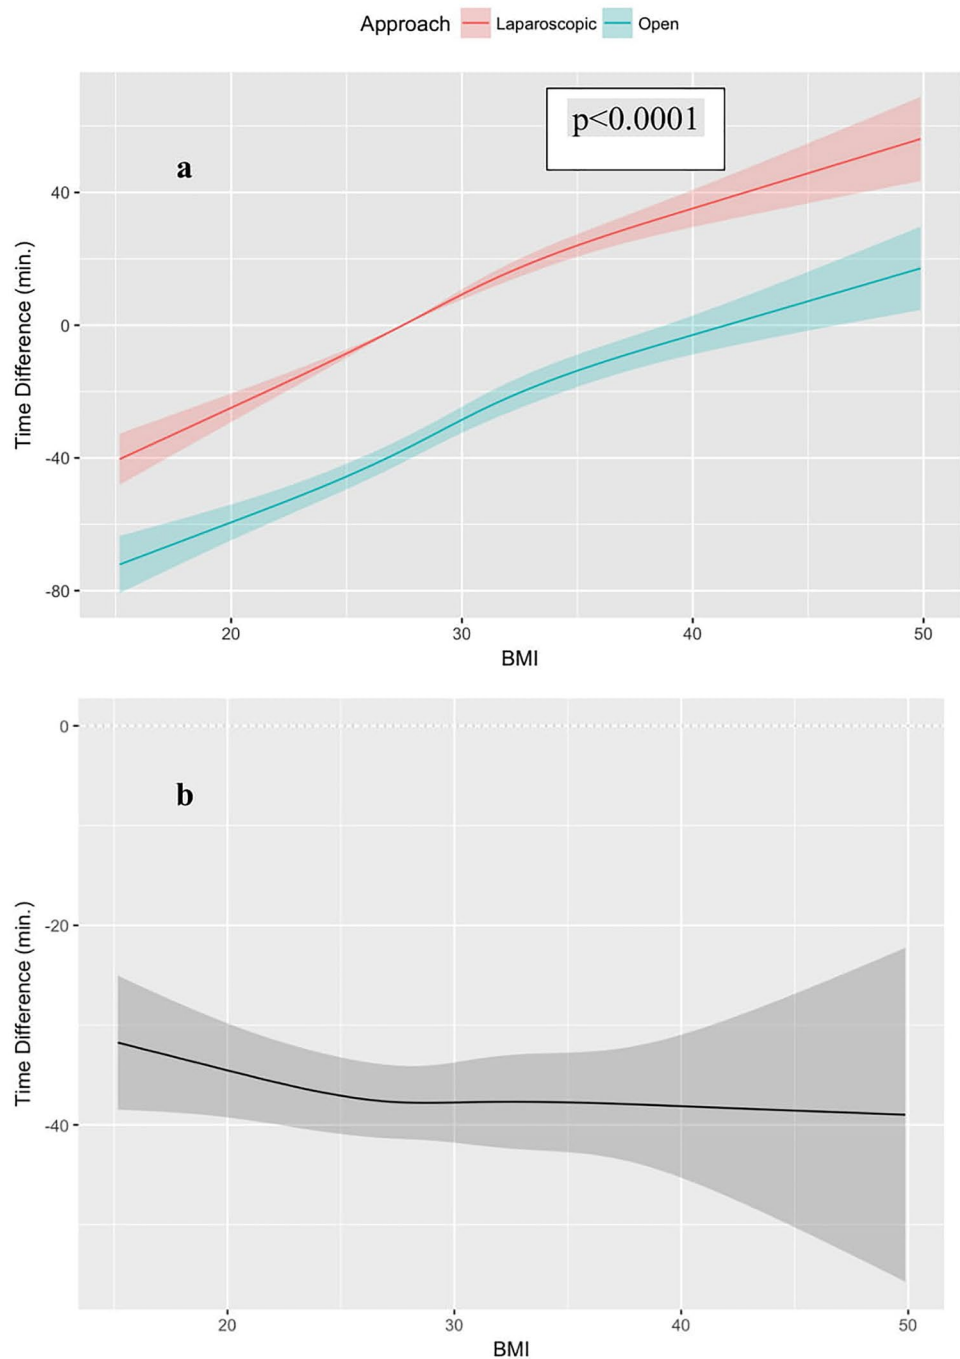 Approach Laparoscopic Open
p<0.0001
a
40
0
-40
-80
Time Difference (min.)
20 30 40 50
BMI
0
b
-20
-40
Time Difference (min.)
20 30 40 50
BMI